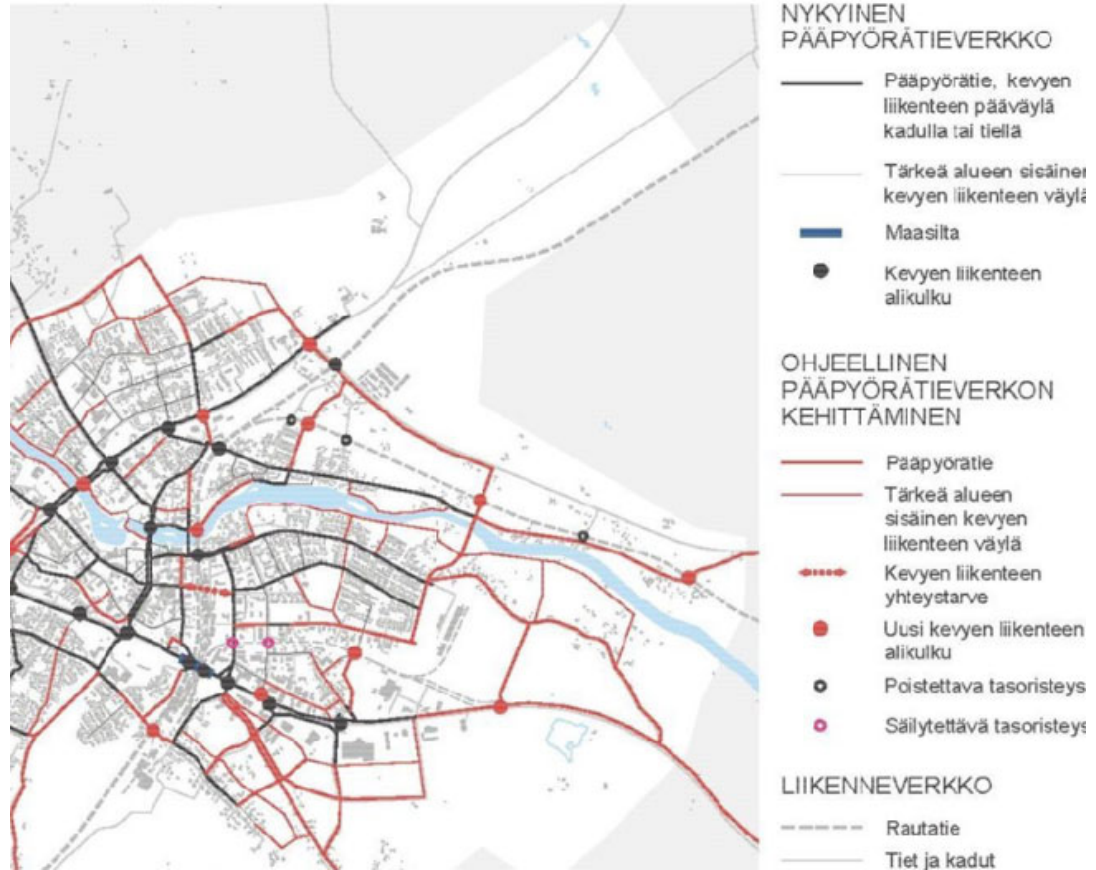 NYKYINEN
PÄÄPYÖRÄTIEVERKKO
Pääpyörätie, kevyen
liikenteen pääväylä
kadulla tai tiellä
Tärkeä alueen sisäinen
kevyen liikenteen väylä
Maasilta
Kevyen liikenteen
alikulku
OHJEELLINEN
PÄÄPYÖRÄTIEVERKON
KEHITTÄMINEN
Pääpyörätie
Tärkeä alueen
sisäinen kevyen
liikenteen väylä
Kevyen liikenteen
yhteystarve
Uusi kevyen liikenteen
alikulku
Poistettava tasoristeys
Säilytettävä tasoristeys
LIIKENNEVERKKO
Rautatie
Tiet ja kadut